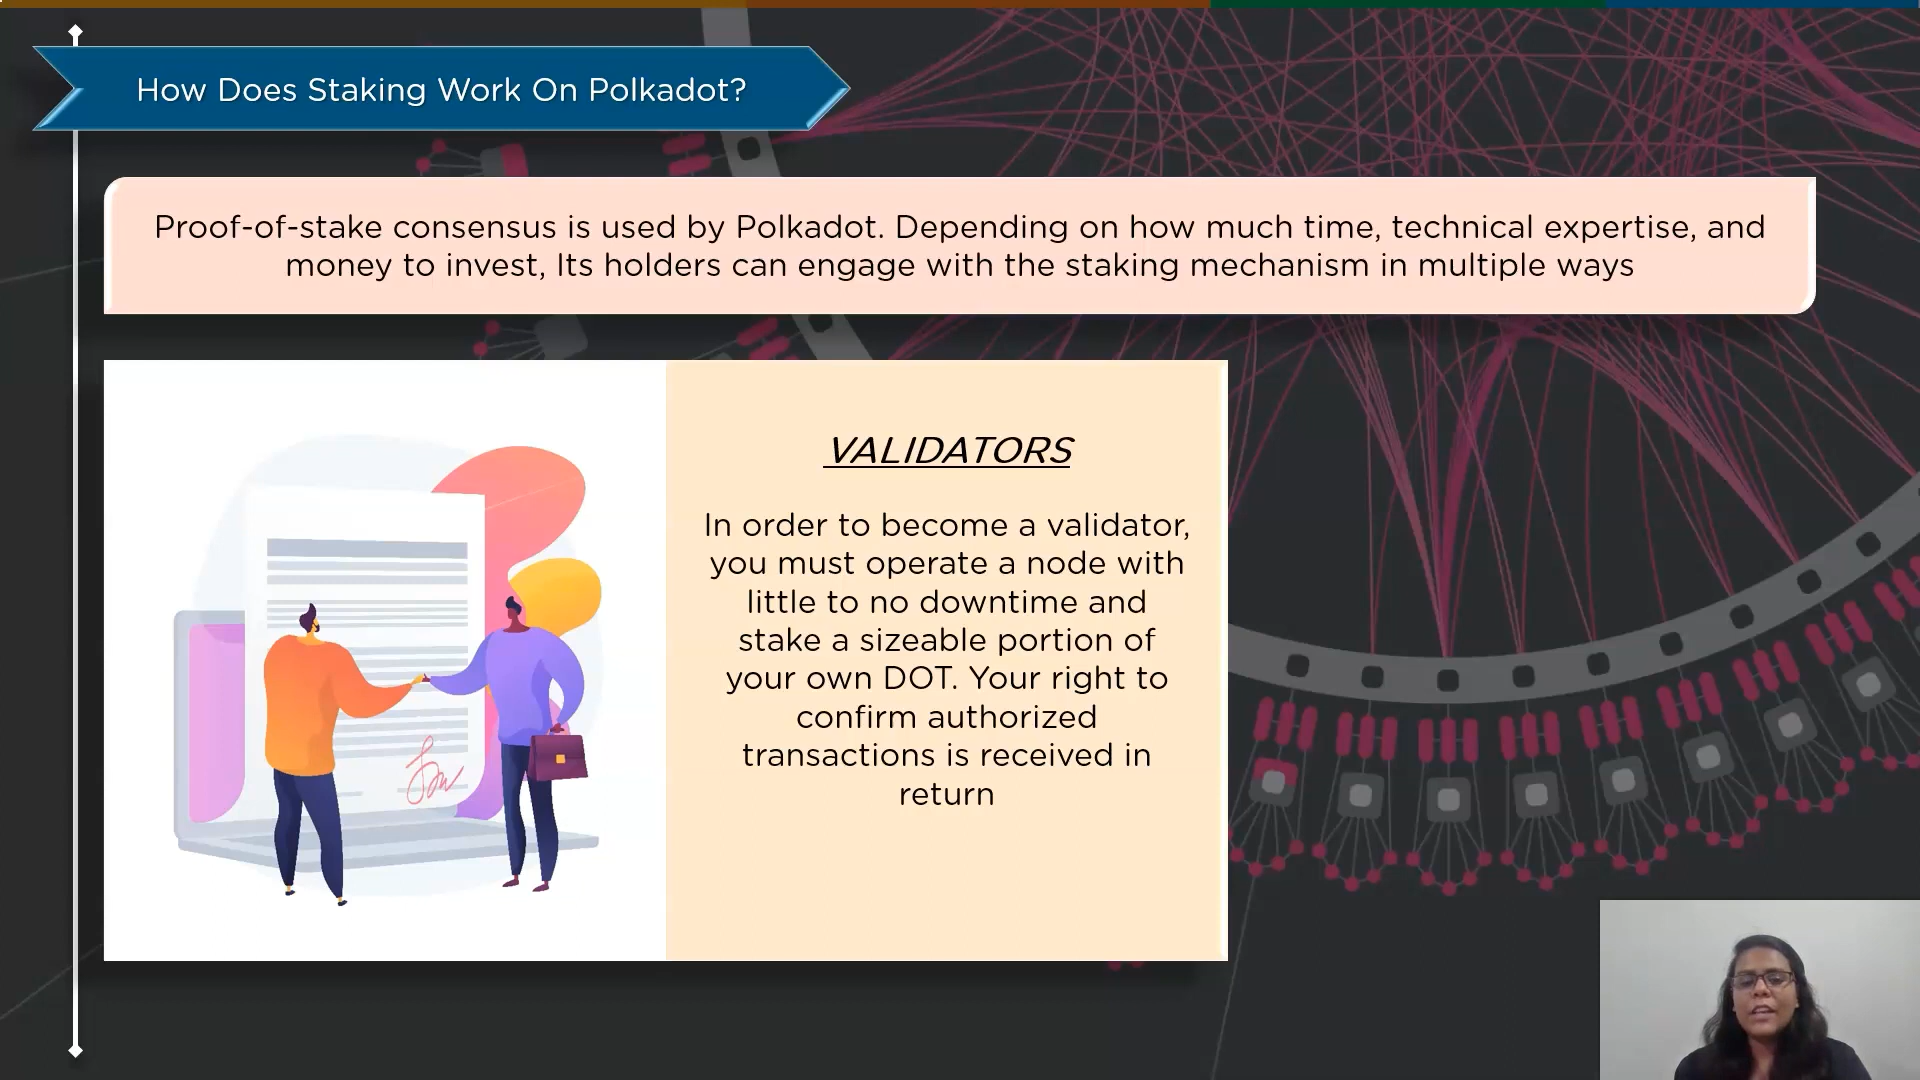 How Does Staking Work On Polkadot?
Proof-of-stake consensus is used by Polkadot. Depending on how much time, technical expertise, and
money to invest, Its holders can engage with the staking mechanism in multiple ways
VALIDATORS
In order to become a validator,
you must operate a node with
little to no downtime and
stake a sizeable portion of
your own DOT. Your right to
confirm authorized
transactions is received in
return